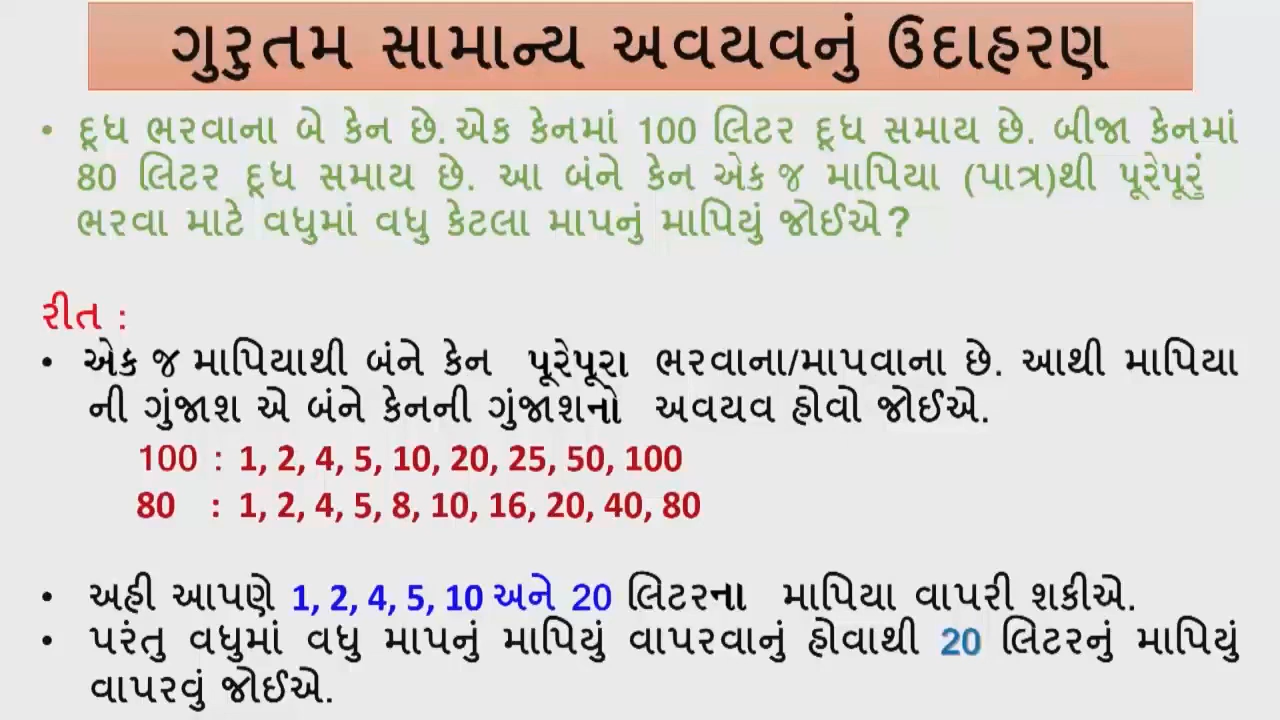 ગુરુતમ સામાન્ય અવયવનું ઉદાહરણ
• દૂધ ભરવાના બે કેન છે. એક કેનમાં 100 લિટર દૂધ સમાય છે. બીજા કેનમાં
80 લિટર દૂધ સમાય છે. આ બંને કેન એક જ માપિયા (પાત્ર)થી પૂરેપૂરું
ભરવા માટે વધુમાં વધુ કેટલા માપનું માપિયું જોઈએ?
રીત :
• એક જ માપિયાથી બંને કેન પૂરેપૂરા ભરવાના/માપવાના છે. આથી માપિયા
ની ગુંજાશ એ બંને કેનની ગુંજાશનો અવયવ હોવો જોઈએ.
100 : 1, 2, 4, 5, 10, 20, 25, 50, 100
80 : 1, 2, 4, 5, 8, 10, 16, 20, 40, 80
• અહી આપણે 1, 2, 4, 5, 10 અને 20 લિટરના માપિયા વાપરી શકીએ.
• પરંતુ વધુમાં વધુ માપનું માપિયું વાપરવાનું હોવાથી 20 લિટરનું માપિયું
વાપરવું જોઈએ.